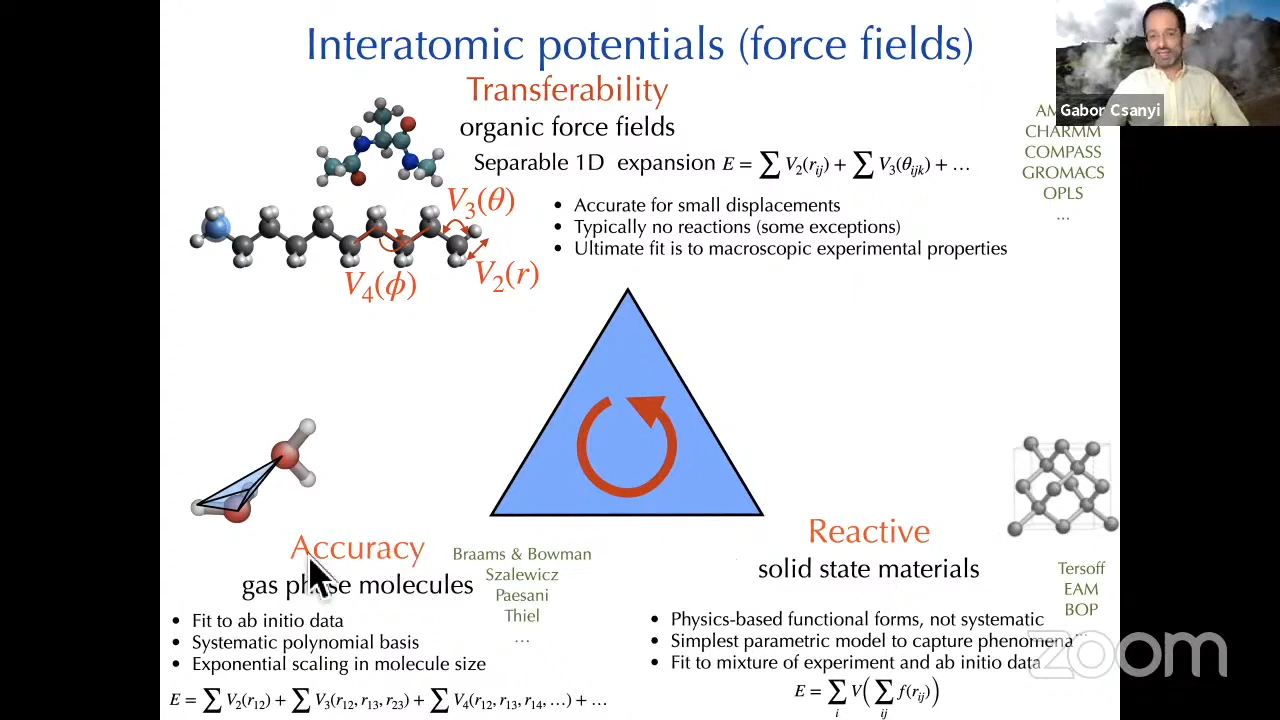 Interatomic potentials (force fields)
Transferability
organic force fields
Separable 1D expansion E = ∑ V₂(rᵢⱼ) + ∑ V₃(θᵢⱼₖ) + …
Accurate for small displacements
Typically no reactions (some exceptions)
Ultimate fit is to macroscopic experimental properties
Gabor Csanyi
CHARMM
COMPASS
GROMACS
OPLS
...
V₃(θ)
V₂(r)
V₄(ϕ)
Accuracy
gas phase molecules
Fit to ab initio data
Systematic polynomial basis
Exponential scaling in molecule size
E = ∑ V₂(r₁₂) + ∑ V₃(r₁₂, r₁₃, r₂₃) + ∑ V₄(r₁₂, r₁₃, r₁₄, …) + …
Braams & Bowman
Szalewicz
Paesani
Thiel
...
Reactive
solid state materials
Physics-based functional forms, not systematic
Simplest parametric model to capture phenomena
Fit to mixture of experiment and ab initio data
E = ∑ᵢ V(∑ᵢⱼ f(rᵢⱼ))
Tersoff
EAM
BOP
...
zoom